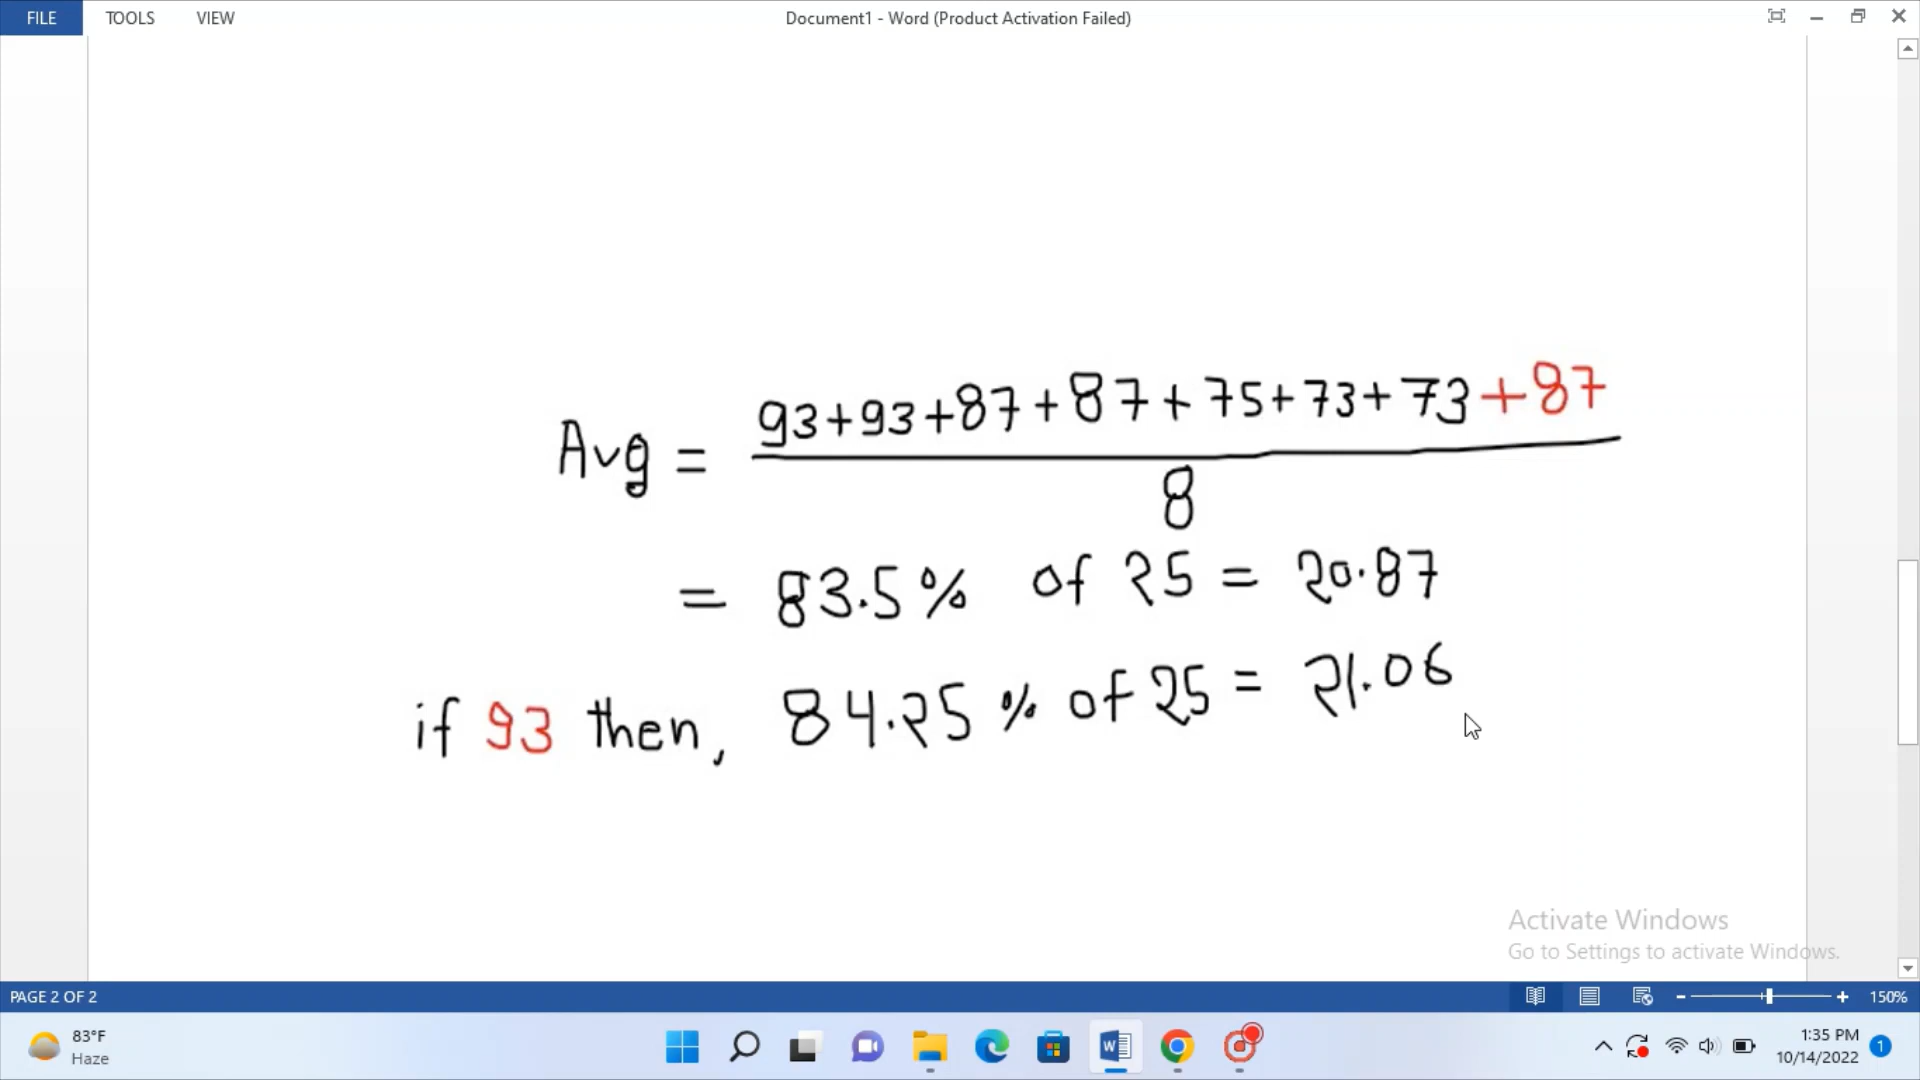 FILE TOOLS VIEW Document1 - Word (Product Activation Failed)
Avg = 93+93+87+87+75+73+73+87
8
= 83.5% of 25 = 20.87
if 93 then, 84.25% of 25 = 21.06
Activate Windows
Go to Settings to activate Windows.
PAGE 2 OF 2 150%
83°F
Haze
1:35 PM
10/14/2022 1